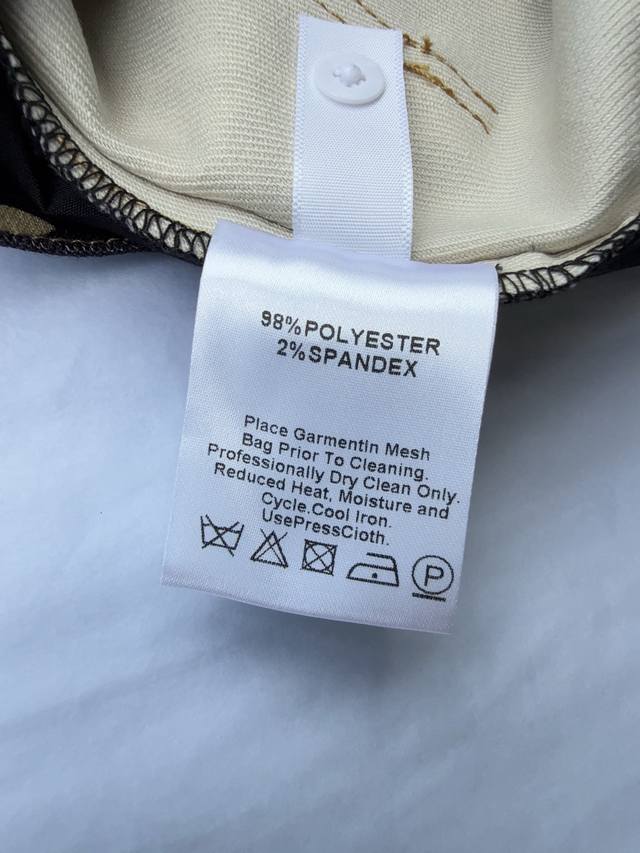 98%POLYESTER
2%SPANDEX
Place GarmentIn Mesh
Bag Prior To Cleaning.
Professionally Dry Clean Only.
Reduced Heat, Moisture and
Cycle.Cool Iron.
UsePressCloth.
P